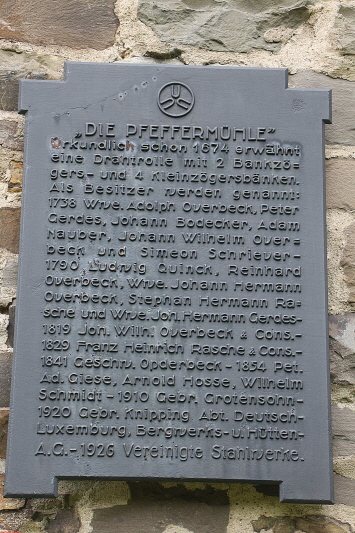 „DIE PFEFFERMÜHLE"
Urkundlich schon 1674 erwähnt
eine Drahtrolle mit 2 Bankzö-
gers- und 4 Kleinzögersbänken.
Als Besitzer werden genannt:
1738 Wwe. Adolph Overbeck, Peter
Gerdes, Johann Bodecker, Adam
Nauber, Johann Wilhelm Over-
beck und Simeon Schriever-
1790 Ludwig Quinck, Reinhard
Overbeck, Wwe. Johann Hermann
Overbeck, Stephan Hermann Ra-
sche und Wwe. Joh. Hermann Gerdes-
1819 Joh. Wilh. Overbeck & Cons.-
1829 Franz Heinrich Rasche & Cons.-
1841 Geschw. Opderbeck - 1854 Pet.
Ad. Giese, Arnold Hosse, Wilhelm
Schmidt - 1910 Gebr. Grotensohn-
1920 Gebr. Knipping Abt. Deutsch-
Luxemburg, Bergwerks- u. Hütten-
A.G. - 1926 Vereinigte Stahlwerke.